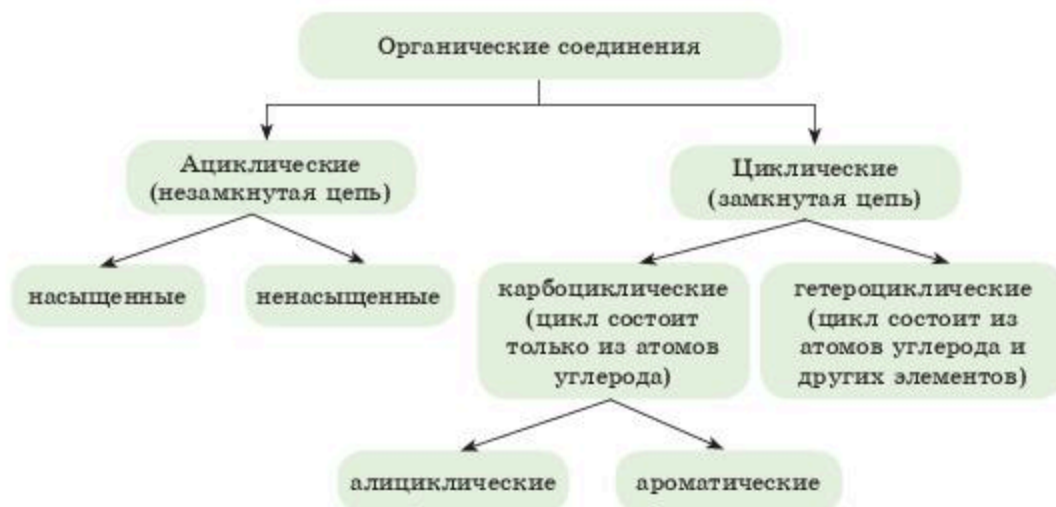 Органические соединения
Ациклические
(незамкнутая цепь)
Циклические
(замкнутая цепь)
насыщенные
ненасыщенные
карбоциклические
(цикл состоит
только из атомов
углерода)
гетероциклические
(цикл состоит из
атомов углерода и
других элементов)
алициклические
ароматические